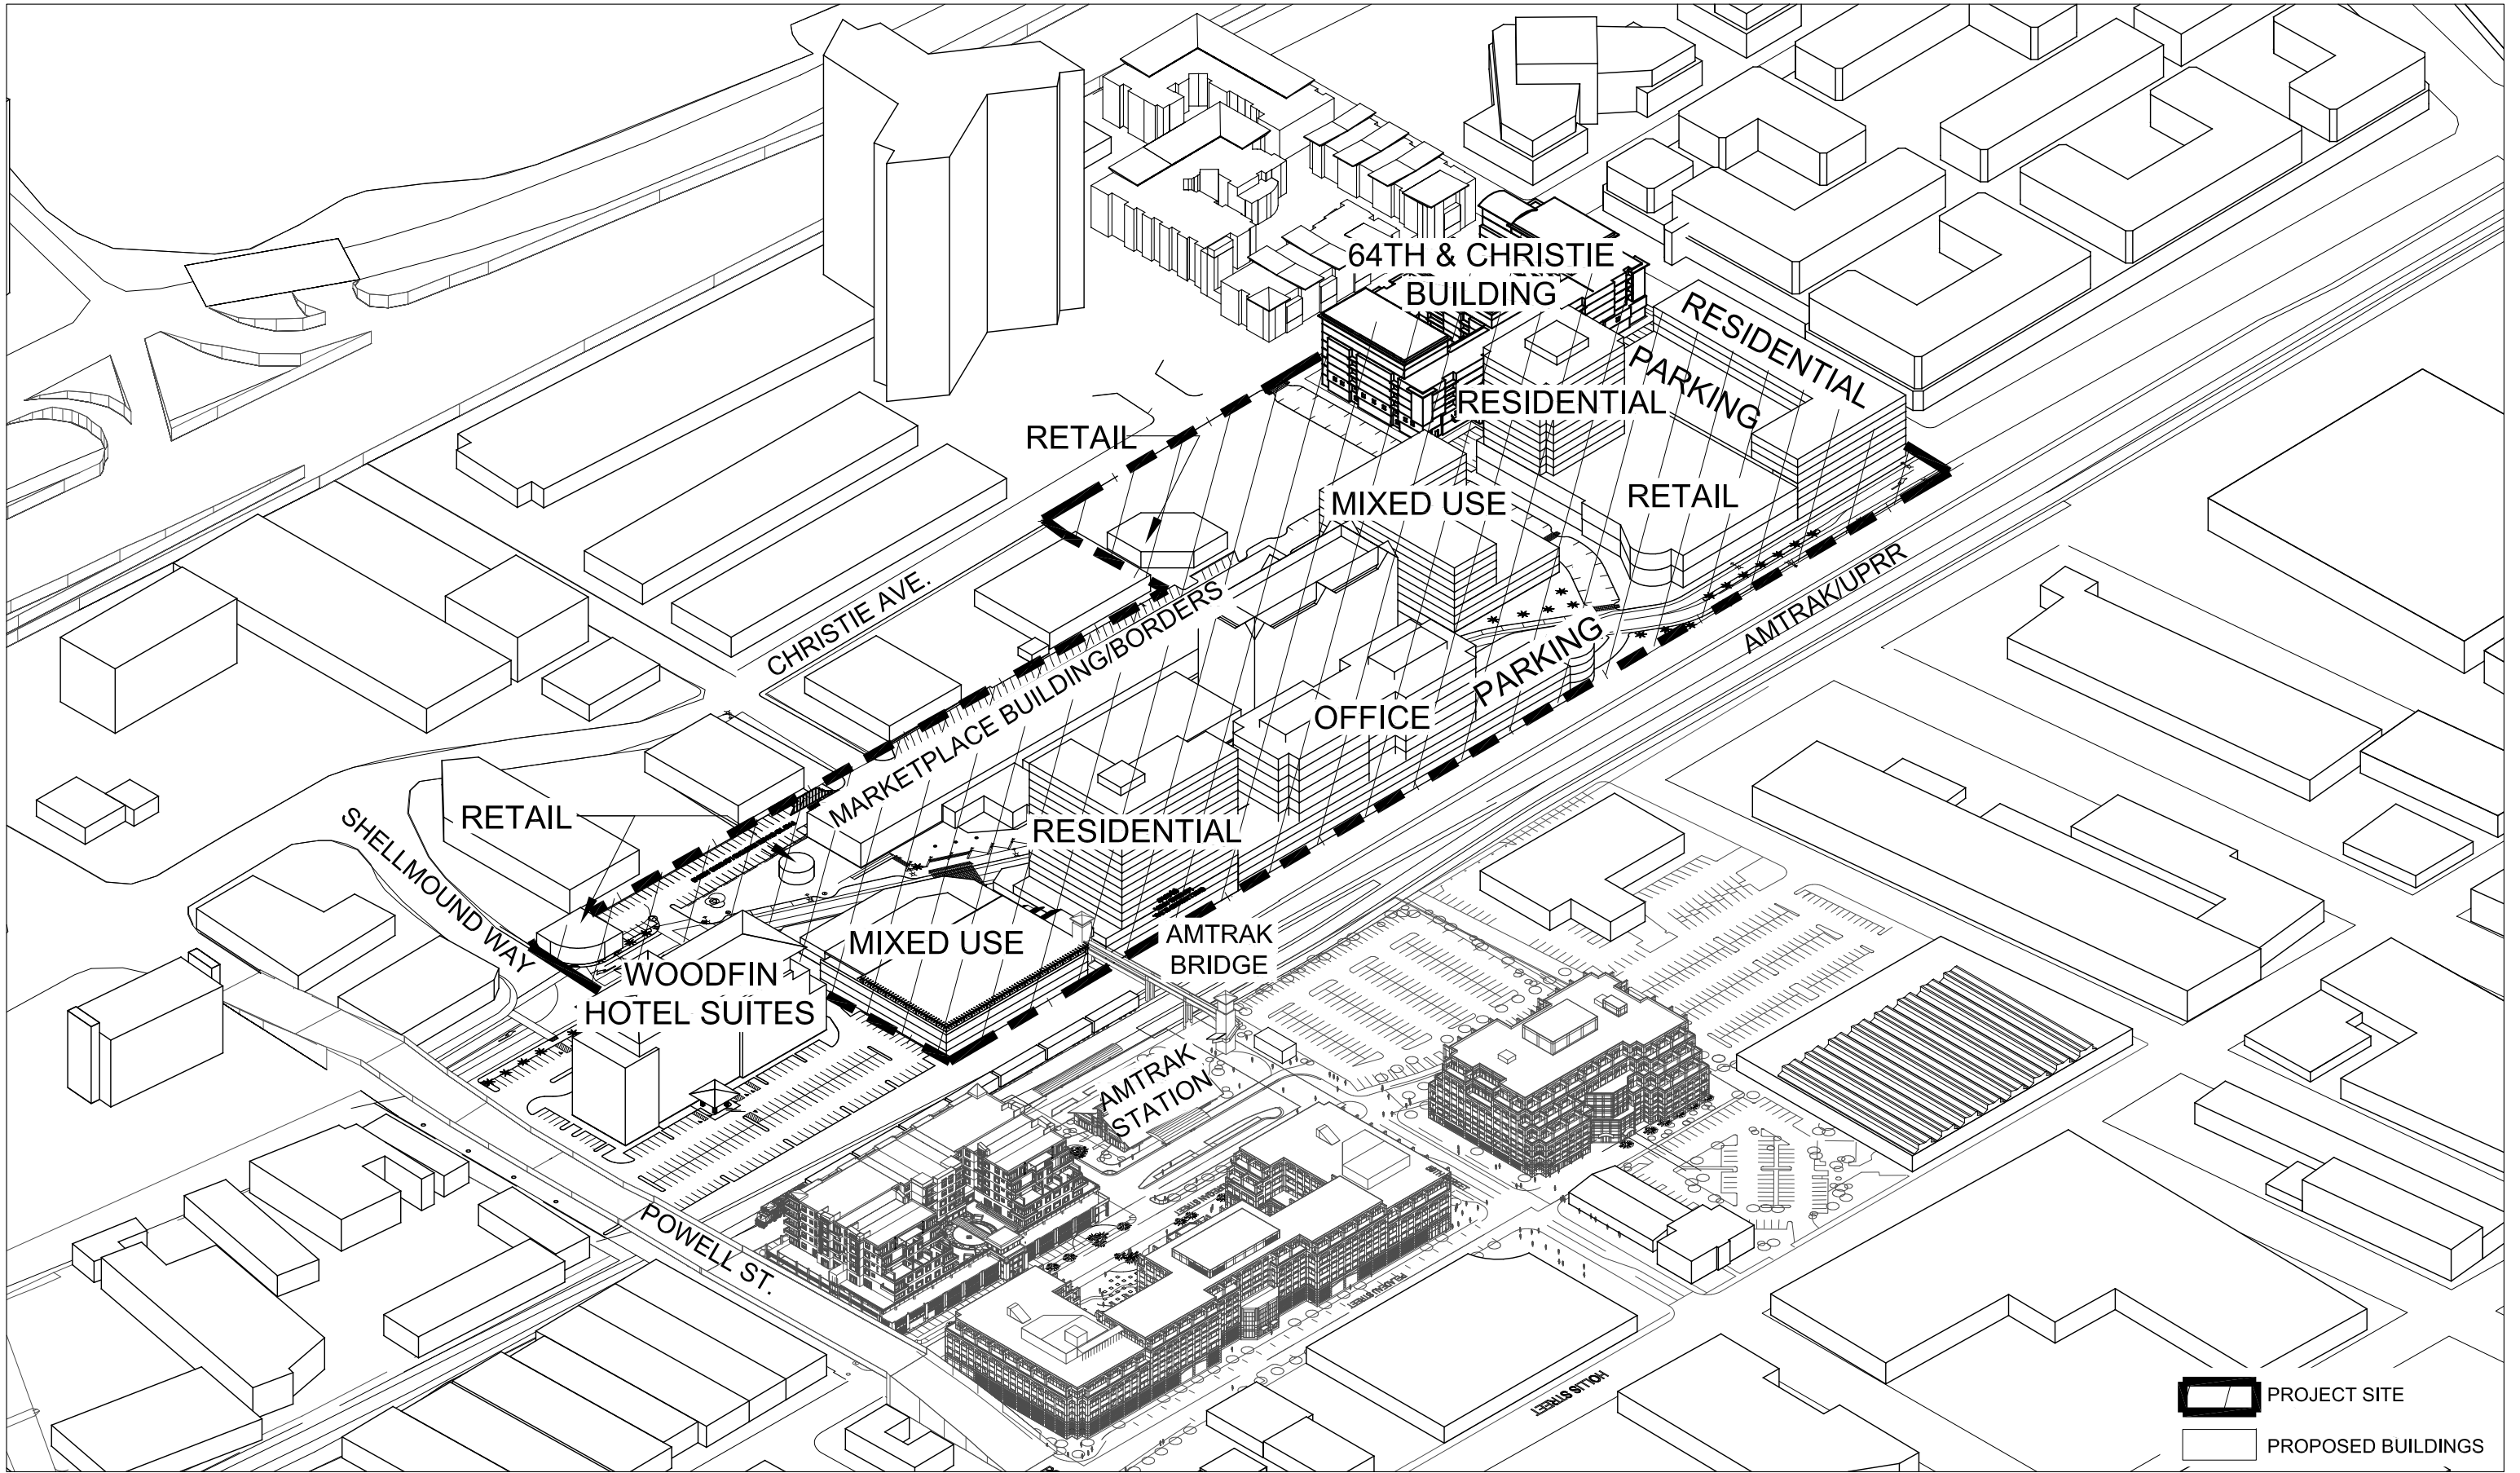 64TH & CHRISTIE
BUILDING
RESIDENTIAL
PARKING
RESIDENTIAL
RETAIL
MIXED USE
RETAIL
AMTRAK/UPRR
CHRISTIE AVE.
MARKETPLACE BUILDING/BORDERS
PARKING
OFFICE
RETAIL
RESIDENTIAL
SHELLMOUND WAY
MIXED USE
AMTRAK
BRIDGE
WOODFIN
HOTEL SUITES
AMTRAK
STATION
POWELL ST.
PELADEAU STREET
HOLLIS STREET
PROJECT SITE
PROPOSED BUILDINGS